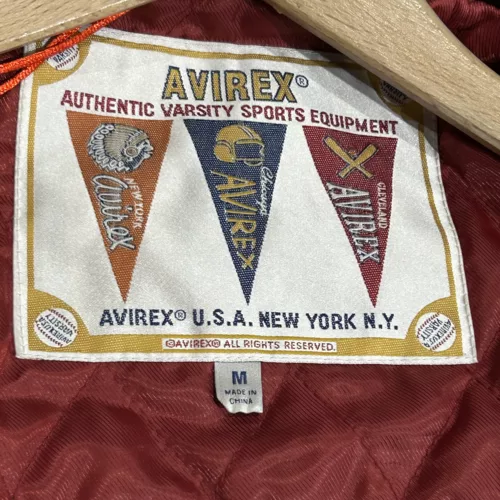 AVIREX®
AUTHENTIC VARSITY SPORTS EQUIPMENT
NEW YORK
Avirex
Chicago
AVIREX
CLEVELAND
AVIREX
AVIREX® U.S.A. NEW YORK N.Y.
©AVIREX® ALL RIGHTS RESERVED.
M
MADE IN
CHINA